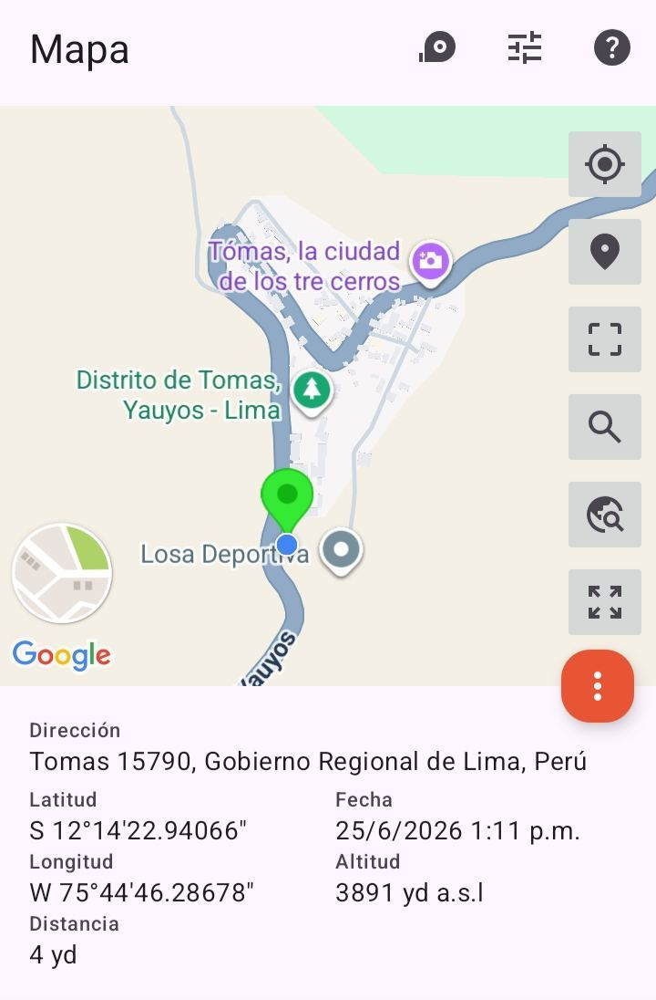 Mapa
Tómas, la ciudad
de los tre cerros
Distrito de Tomas,
Yauyos - Lima
Losa Deportiva
Yauyos
Google
Dirección
Tomas 15790, Gobierno Regional de Lima, Perú
Latitud
S 12°14'22.94066"
Fecha
25/6/2026 1:11 p.m.
Longitud
W 75°44'46.28678"
Altitud
3891 yd a.s.l
Distancia
4 yd